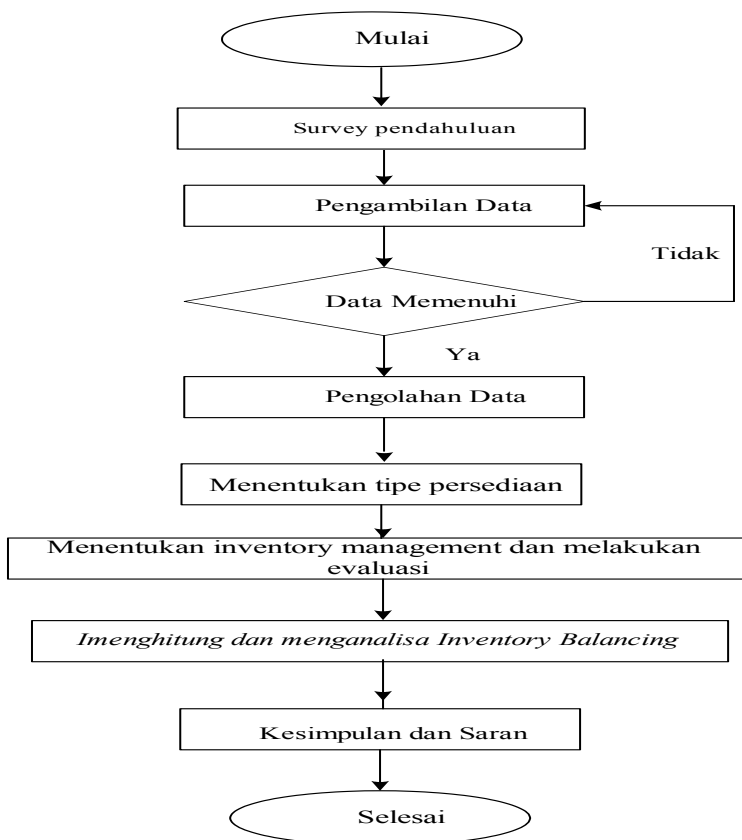 Mulai
Survey pendahuluan
Pengambilan Data
Tidak
Data Memenuhi
Ya
Pengolahan Data
Menentukan tipe persediaan
Menentukan inventory management dan melakukan
evaluasi
Imenghitung dan menganalisa Inventory Balancing
Kesimpulan dan Saran
Selesai